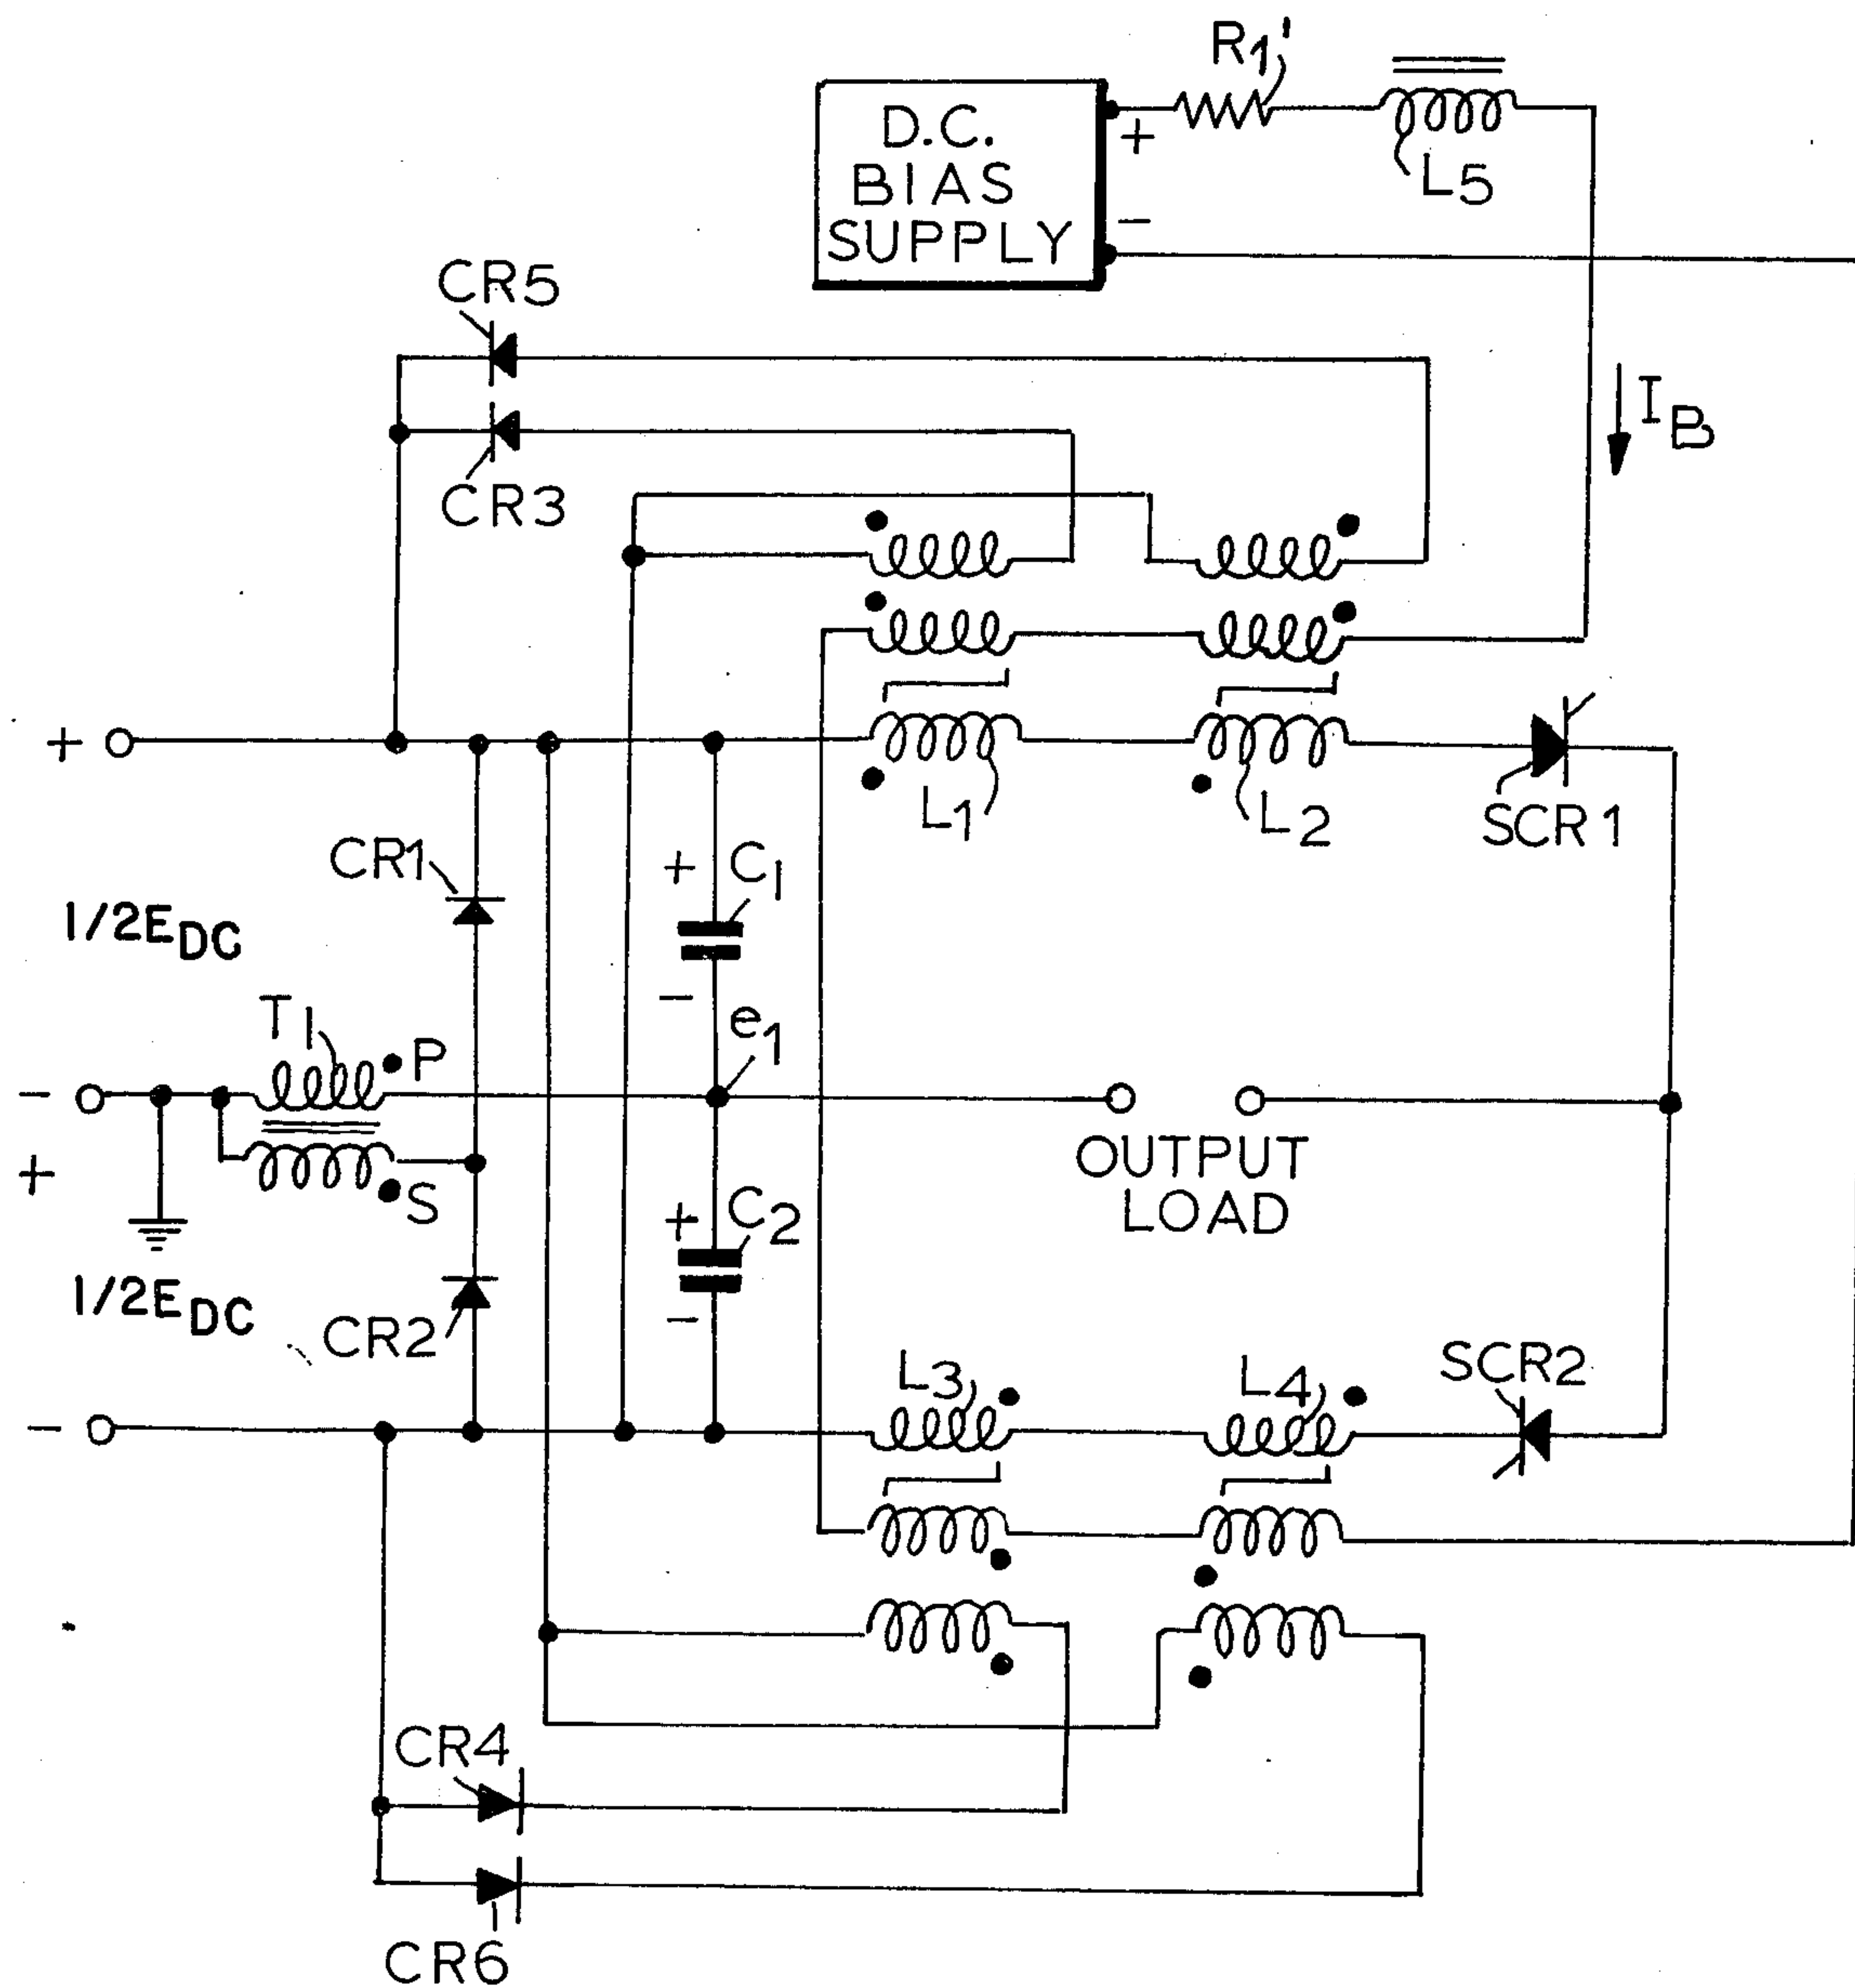 R1'
D.C.
BIAS
SUPPLY
+
-
L5
CR5
CR3
IB
+
L1
L2
SCR1
CR1
+
C1
-
1/2EDC
T1
P
e1
-
+
S
OUTPUT
LOAD
+
C2
-
1/2EDC
CR2
L3
L4
SCR2
-
CR4
CR6